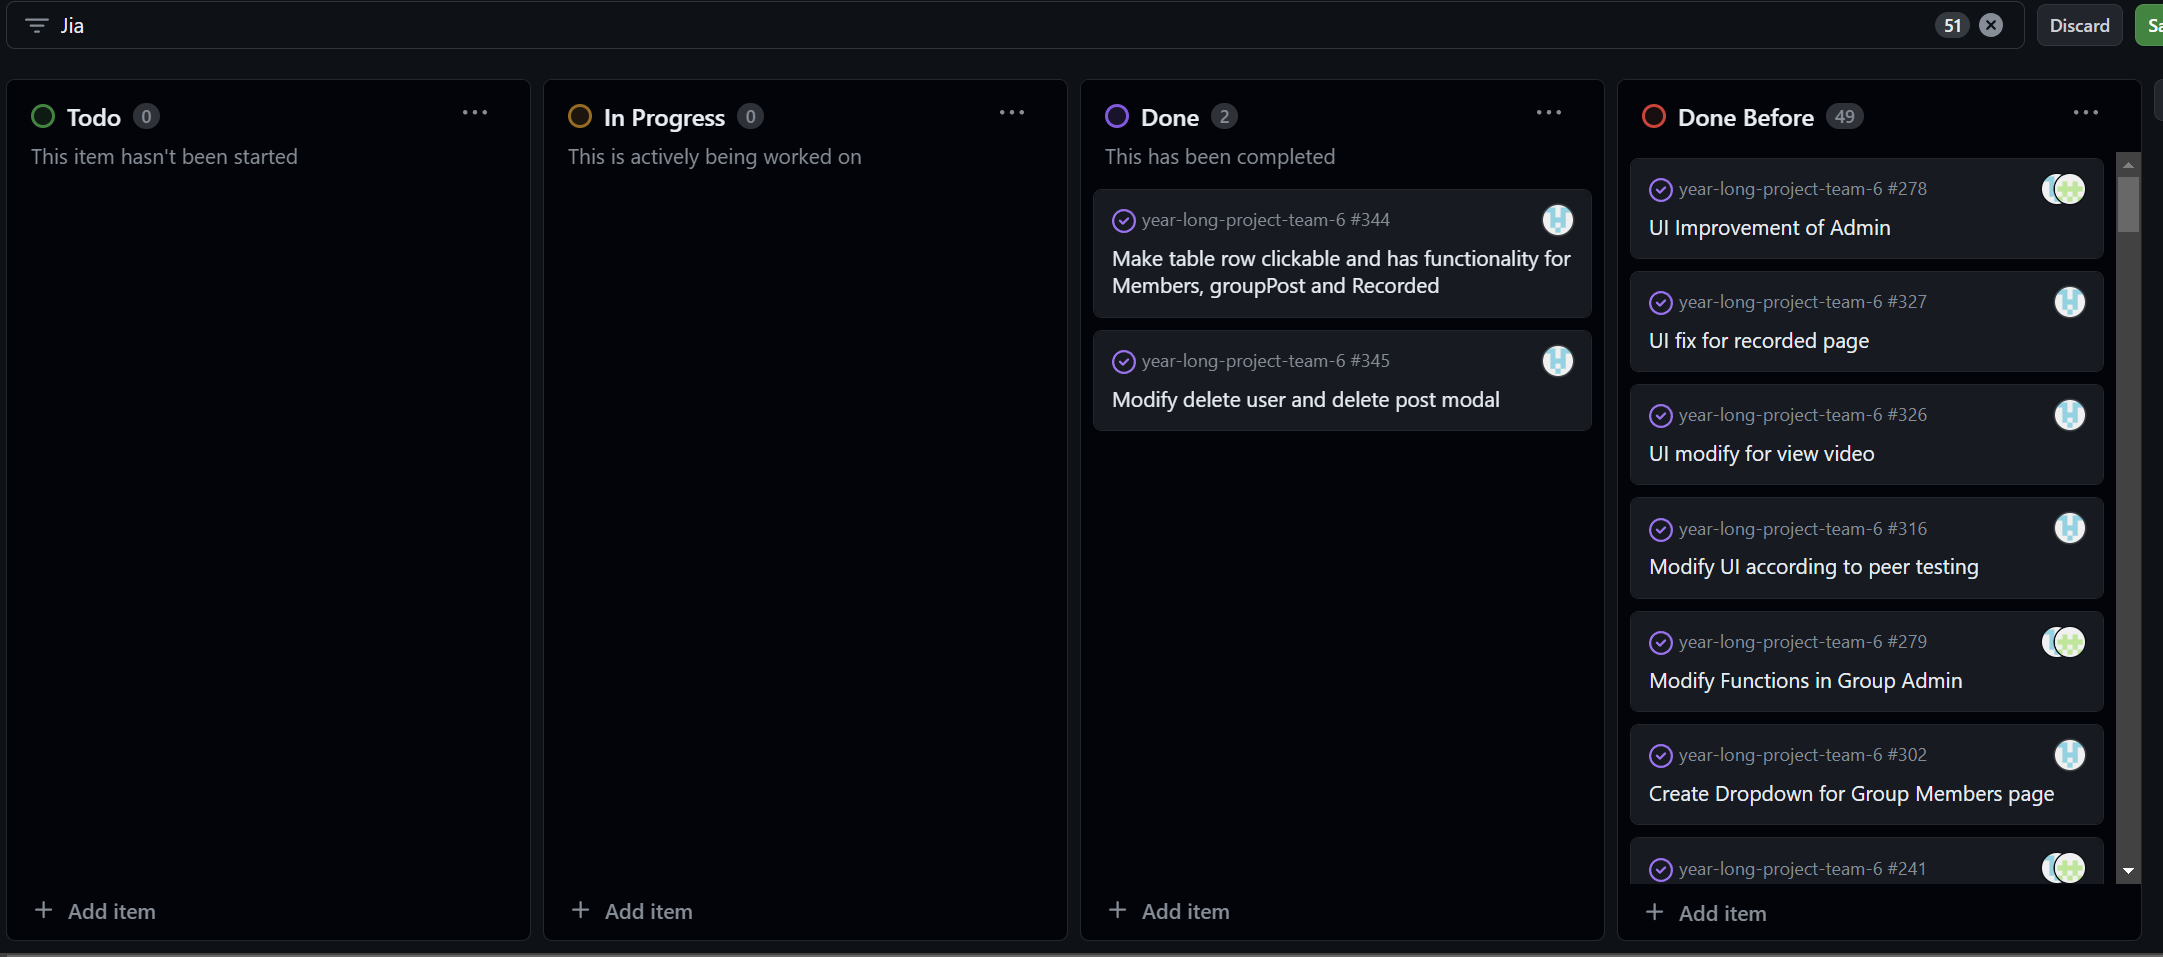 Jia
51
Discard
Sa
Todo 0
This item hasn't been started
Add item
In Progress 0
This is actively being worked on
Add item
Done 2
This has been completed
year-long-project-team-6 #344
Make table row clickable and has functionality for
Members, groupPost and Recorded
year-long-project-team-6 #345
Modify delete user and delete post modal
Add item
Done Before 49
year-long-project-team-6 #278
UI Improvement of Admin
year-long-project-team-6 #327
UI fix for recorded page
year-long-project-team-6 #326
UI modify for view video
year-long-project-team-6 #316
Modify UI according to peer testing
year-long-project-team-6 #279
Modify Functions in Group Admin
year-long-project-team-6 #302
Create Dropdown for Group Members page
year-long-project-team-6 #241
Add item